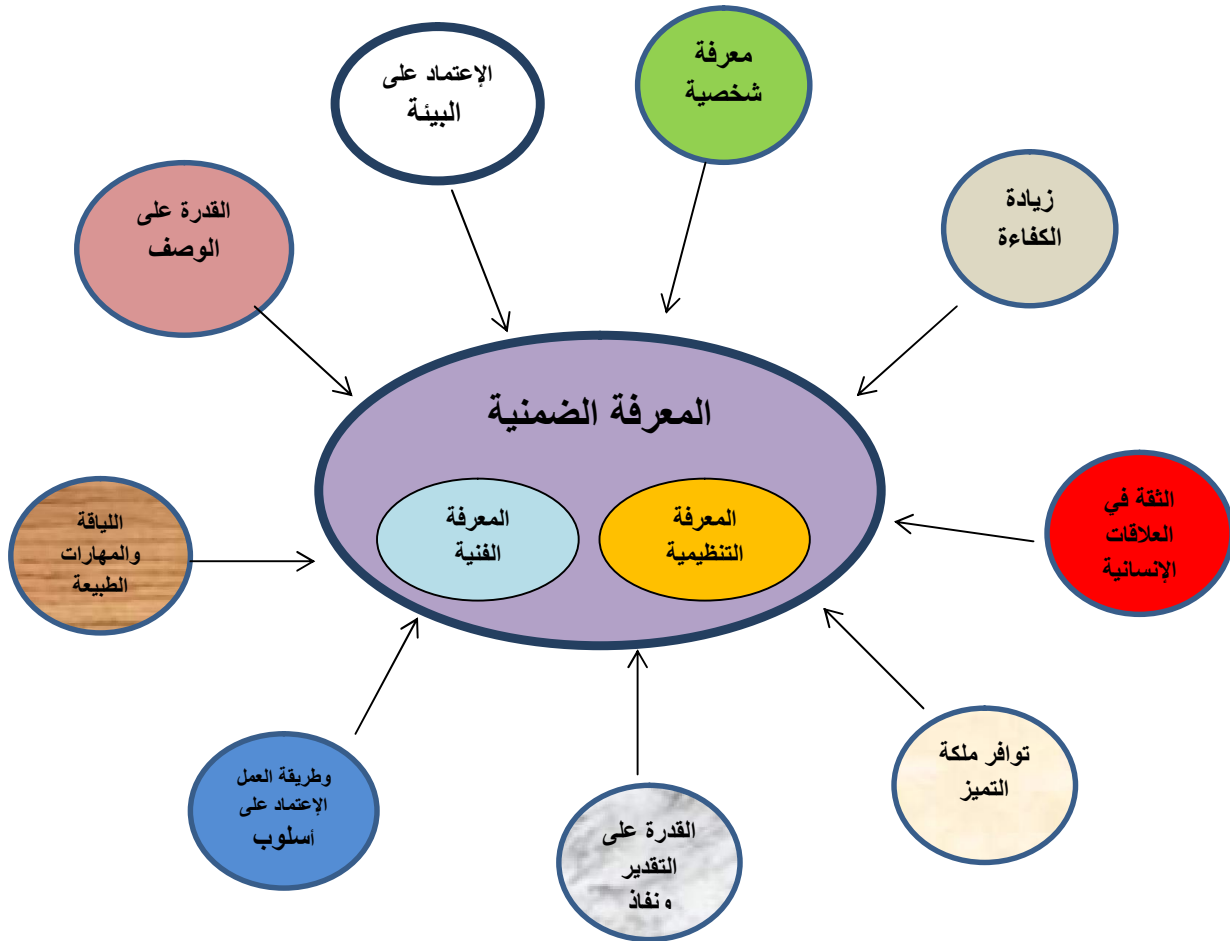 معرفة
شخصية
الإعتماد على
البيئة
زيادة
الكفاءة
القدرة على
الوصف
المعرفة الضمنية
المعرفة
التنظيمية
المعرفة
الفنية
الثقة في
العلاقات
الإنسانية
اللياقة
والمهارات
الطبيعة
توافر ملكة
التميز
وطريقة العمل
الإعتماد على
أسلوب
القدرة على
التقدير
ونفاذ